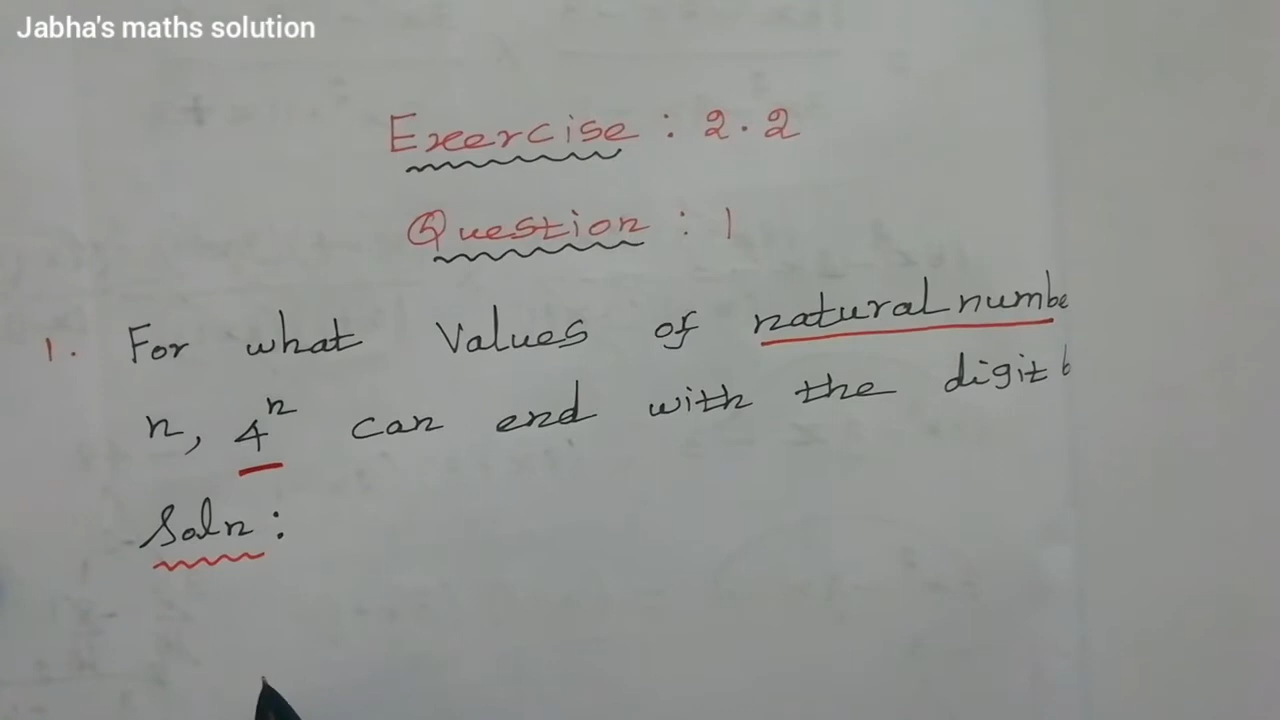 Jabha's maths solution
Exercise : 2.2
Question : 1
1. For what values of natural numbe
n, 4ⁿ can end with the digit
Soln :